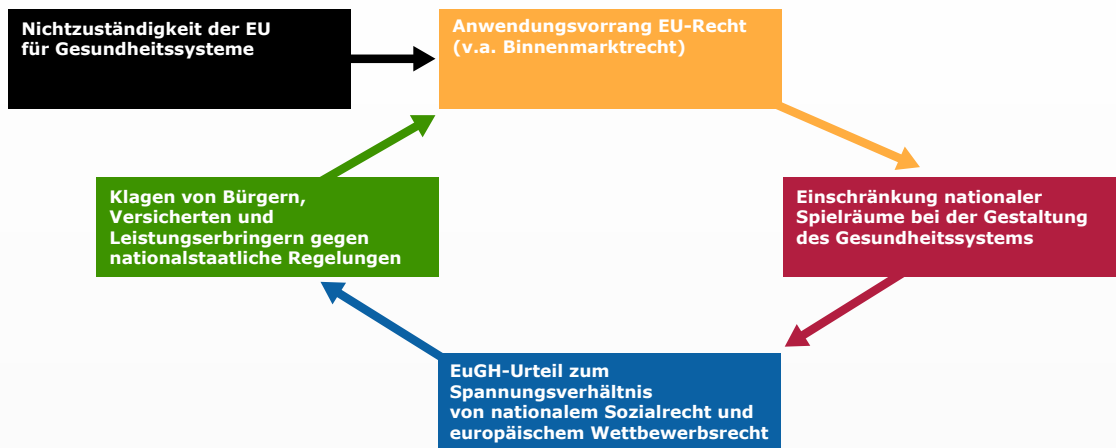 Nichtzuständigkeit der EU
für Gesundheitssysteme
Anwendungsvorrang EU-Recht
(v.a. Binnenmarktrecht)
Klagen von Bürgern,
Versicherten und
Leistungserbringern gegen
nationalstaatliche Regelungen
Einschränkung nationaler
Spielräume bei der Gestaltung
des Gesundheitssystems
EuGH-Urteil zum
Spannungsverhältnis
von nationalem Sozialrecht und
europäischem Wettbewerbsrecht